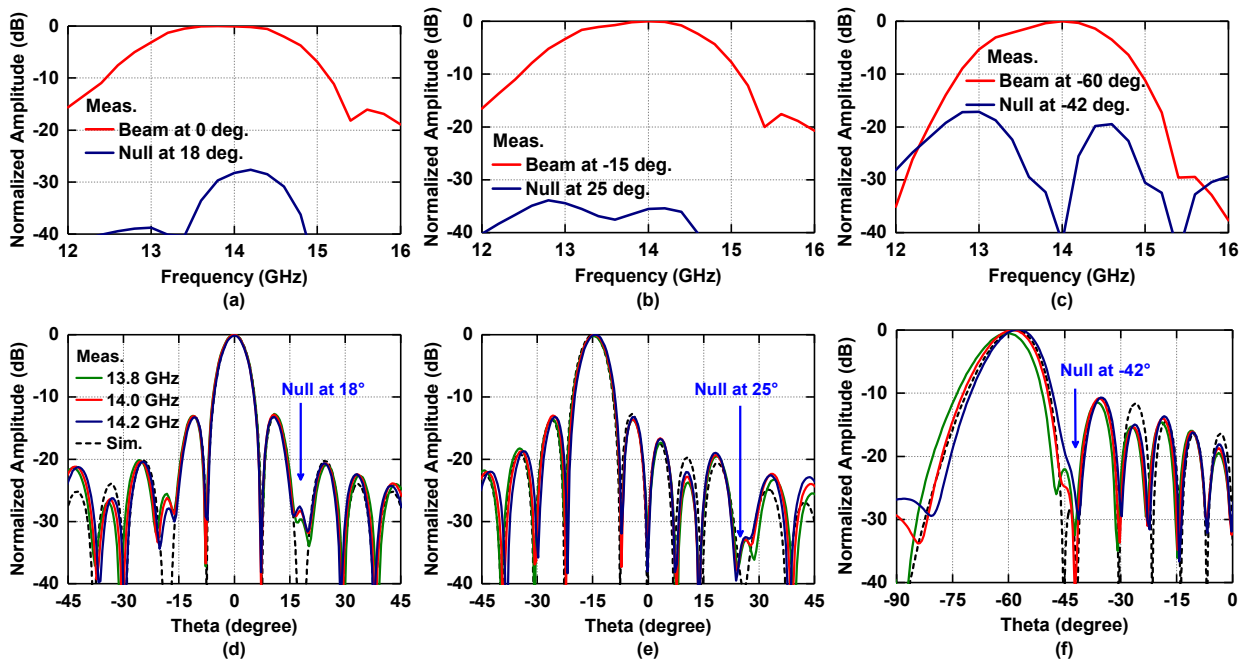 Normalized Amplitude (dB)
(a)
0
-10
-20
-30
-40
Meas.
Beam at 0 deg.
Null at 18 deg.
12 13 14 15 16
Frequency (GHz)
(a)
Normalized Amplitude (dB)
(b)
0
-10
-20
-30
-40
Meas.
Beam at -15 deg.
Null at 25 deg.
12 13 14 15 16
Frequency (GHz)
(b)
Normalized Amplitude (dB)
(c)
0
-10
-20
-30
-40
Meas.
Beam at -60 deg.
Null at -42 deg.
12 13 14 15 16
Frequency (GHz)
(c)
Normalized Amplitude (dB)
0
-10
-20
-30
-40
Meas.
13.8 GHz
14.0 GHz
14.2 GHz
Sim.
Null at 18°
-45 -30 -15 0 15 30 45
Theta (degree)
(d)
Normalized Amplitude (dB)
0
-10
-20
-30
-40
Null at 25°
-45 -30 -15 0 15 30 45
Theta (degree)
(e)
Normalized Amplitude (dB)
0
-10
-20
-30
-40
Null at -42°
-90 -75 -60 -45 -30 -15 0
Theta (degree)
(f)